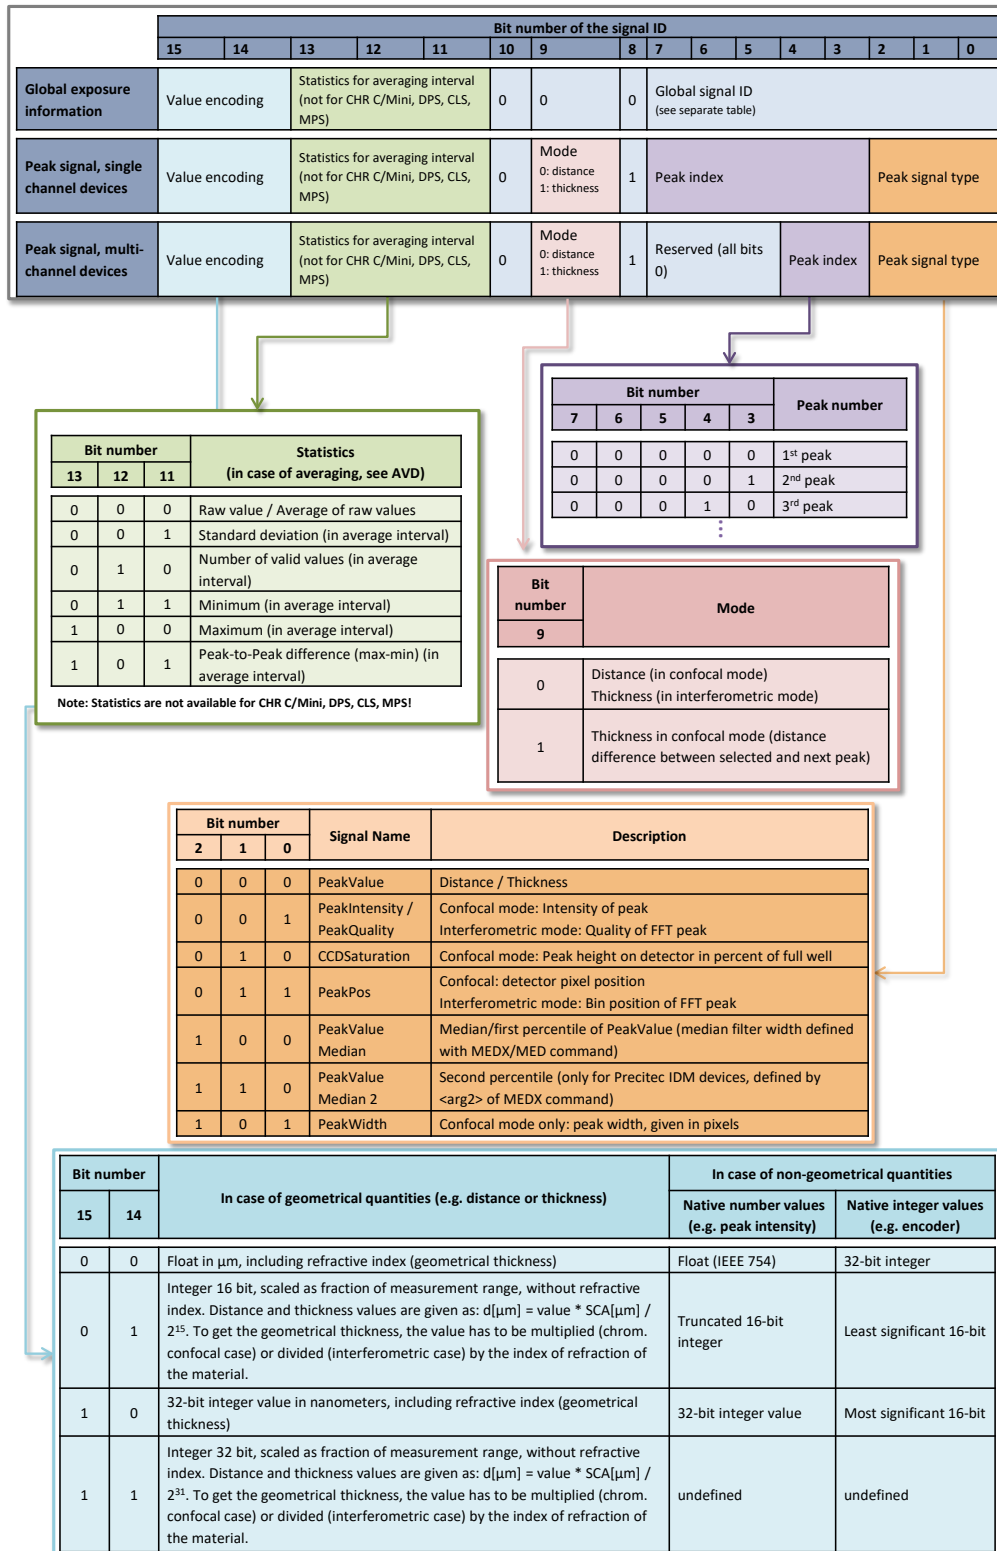 Bit number of the signal ID
15 14 13 12 11 10 9 8 7 6 5 4 3 2 1 0
Global exposure
information
Value encoding
Statistics for averaging interval
(not for CHR C/Mini, DPS, CLS,
MPS)
0
0
0
Global signal ID
(see separate table)
Peak signal, single
channel devices
Value encoding
Statistics for averaging interval
(not for CHR C/Mini, DPS, CLS,
MPS)
0
Mode
0: distance
1: thickness
1
Peak index
Peak signal type
Peak signal, multi-
channel devices
Value encoding
Statistics for averaging interval
(not for CHR C/Mini, DPS, CLS,
MPS)
0
Mode
0: distance
1: thickness
1
Reserved (all bits
0)
Peak index
Peak signal type
Bit number
Peak number
7 6 5 4 3
0 0 0 0 0 1st peak
0 0 0 0 1 2nd peak
0 0 0 1 0 3rd peak
⋮
Bit number
Statistics
(in case of averaging, see AVD)
13 12 11
0 0 0 Raw value / Average of raw values
0 0 1 Standard deviation (in average interval)
0 1 0 Number of valid values (in average
interval)
0 1 1 Minimum (in average interval)
1 0 0 Maximum (in average interval)
1 0 1 Peak-to-Peak difference (max-min) (in
average interval)
Note: Statistics are not available for CHR C/Mini, DPS, CLS, MPS!
Bit
number
Mode
9
0
Distance (in confocal mode)
Thickness (in interferometric mode)
1
Thickness in confocal mode (distance
difference between selected and next peak)
Bit number
Signal Name
Description
2 1 0
0 0 0 PeakValue Distance / Thickness
0 0 1
PeakIntensity /
PeakQuality
Confocal mode: Intensity of peak
Interferometric mode: Quality of FFT peak
0 1 0 CCDSaturation Confocal mode: Peak height on detector in percent of full well
0 1 1 PeakPos
Confocal: detector pixel position
Interferometric mode: Bin position of FFT peak
1 0 0
PeakValue
Median
Median/first percentile of PeakValue (median filter width defined
with MEDX/MED command)
1 1 0
PeakValue
Median 2
Second percentile (only for Precitec IDM devices, defined by
<arg2> of MEDX command)
1 0 1 PeakWidth Confocal mode only: peak width, given in pixels
Bit number
In case of geometrical quantities (e.g. distance or thickness)
In case of non-geometrical quantities
15 14
Native number values
(e.g. peak intensity)
Native integer values
(e.g. encoder)
0 0 Float in µm, including refractive index (geometrical thickness) Float (IEEE 754) 32-bit integer
0 1
Integer 16 bit, scaled as fraction of measurement range, without refractive
index. Distance and thickness values are given as: d[µm] = value * SCA[µm] /
2¹⁵. To get the geometrical thickness, the value has to be multiplied (chrom.
confocal case) or divided (interferometric case) by the index of refraction of
the material.
Truncated 16-bit
integer
Least significant 16-bit
1 0
32-bit integer value in nanometers, including refractive index (geometrical
thickness)
32-bit integer value
Most significant 16-bit
1 1
Integer 32 bit, scaled as fraction of measurement range, without refractive
index. Distance and thickness values are given as: d[µm] = value * SCA[µm] /
2³¹. To get the geometrical thickness, the value has to be multiplied (chrom.
confocal case) or divided (interferometric case) by the index of refraction of
the material.
undefined
undefined